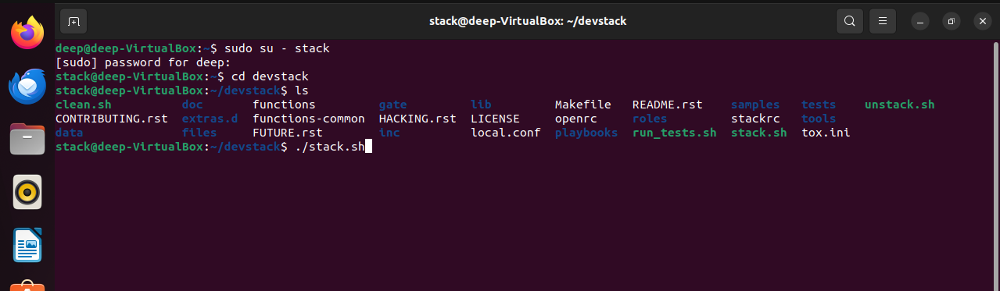 stack@deep-VirtualBox: ~/devstack
deep@deep-VirtualBox:~$ sudo su - stack
[sudo] password for deep:
stack@deep-VirtualBox:~$ cd devstack
stack@deep-VirtualBox:~/devstack$ ls
clean.sh doc functions gate lib Makefile README.rst samples tests unstack.sh
CONTRIBUTING.rst extras.d functions-common HACKING.rst LICENSE openrc roles stackrc tools
data files FUTURE.rst inc local.conf playbooks run_tests.sh stack.sh tox.ini
stack@deep-VirtualBox:~/devstack$ ./stack.sh